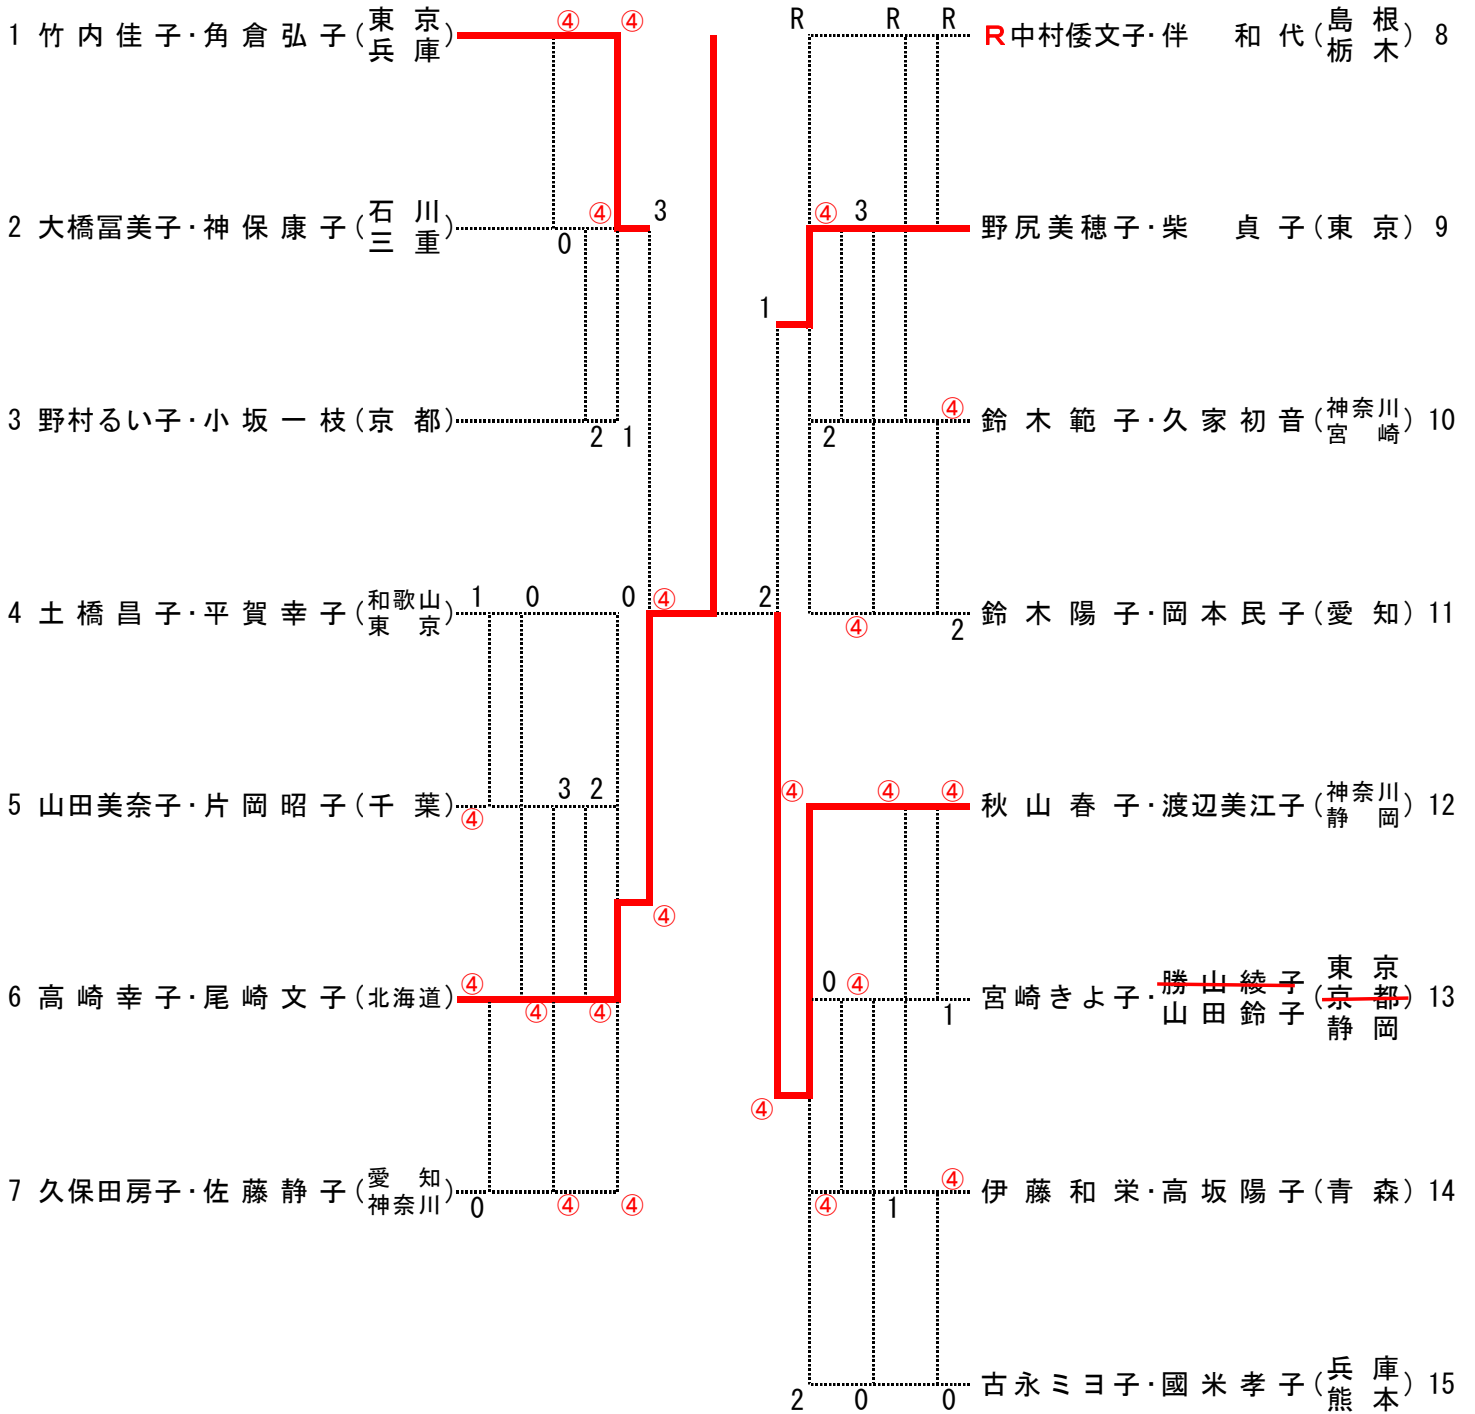 1 竹内佳子・角倉弘子(東京 兵庫)
④ ④
2 大橋冨美子・神保康子(石川 三重)
0 ④ 3
3 野村るい子・小坂一枝(京都)
2 1
4 土橋昌子・平賀幸子(和歌山 東京)
1 0 0 ④
5 山田美奈子・片岡昭子(千葉)
④ 3 2
④
6 高崎幸子・尾崎文子(北海道)
④ ④ ④
7 久保田房子・佐藤静子(愛知 神奈川)
0 ④ ④
R R R
R中村倭文子・伴 和代(島根 栃木) 8
④ 3
野尻美穂子・柴 貞子(東京) 9
1
2 ④
鈴木範子・久家初音(神奈川 宮崎) 10
2
④ 2
鈴木陽子・岡本民子(愛知) 11
④ ④ ④
秋山春子・渡辺美江子(神奈川 静岡) 12
0 ④ 1
宮崎きよ子・勝山綾子 山田鈴子(東京 京都 静岡) 13
④
④ 1 ④
伊藤和栄・高坂陽子(青森) 14
2 0 0
古永ミヨ子・國米孝子(兵庫 熊本) 15